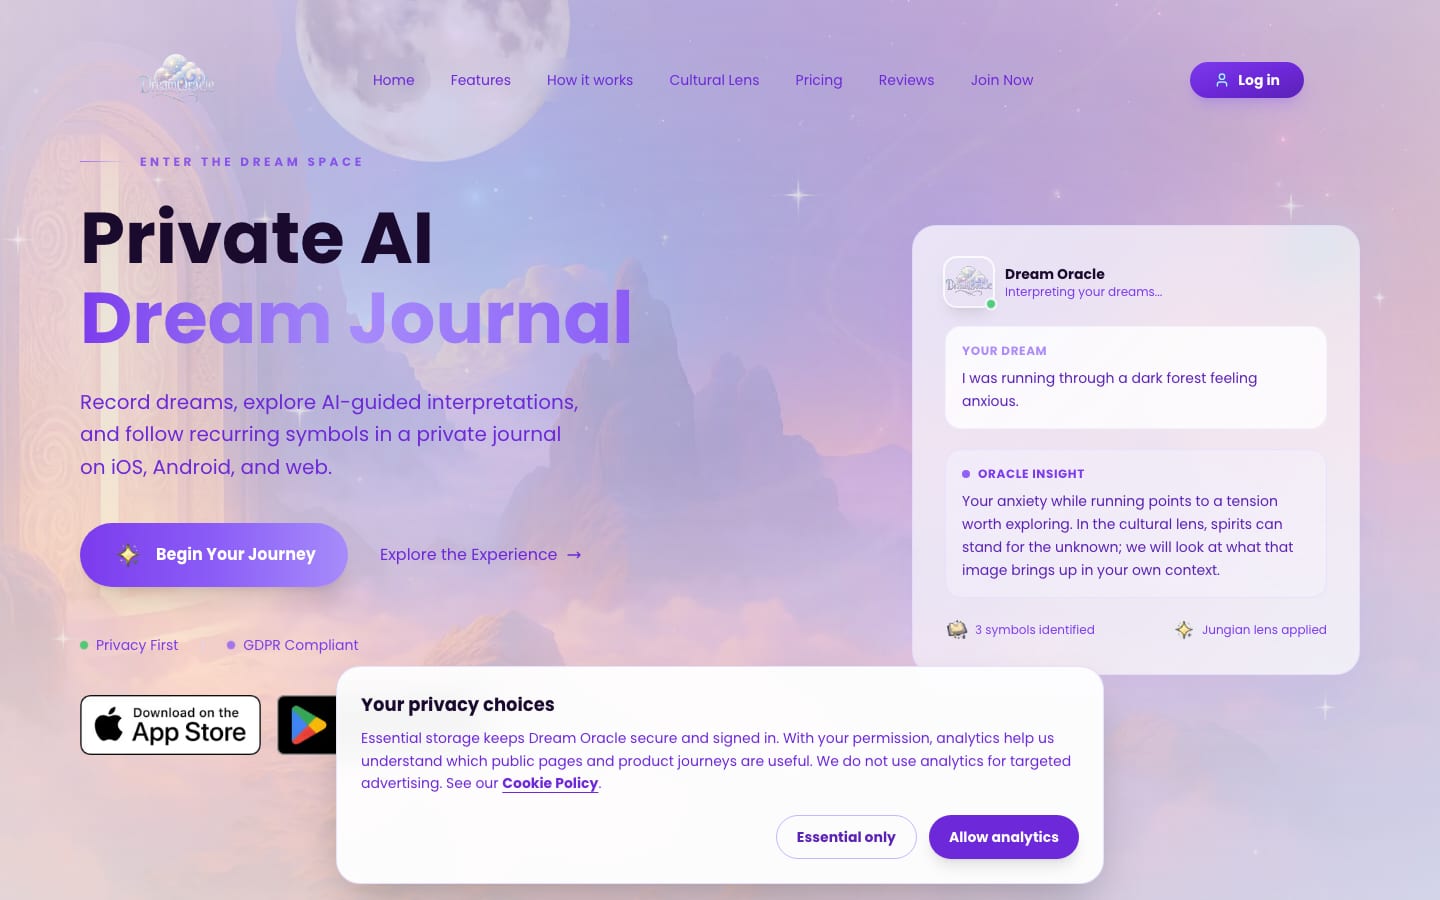 DreamOracle
Home
Features
How it works
Cultural Lens
Pricing
Reviews
Join Now
Log in
ENTER THE DREAM SPACE
Private AI
Dream Journal
Record dreams, explore AI-guided interpretations,
and follow recurring symbols in a private journal
on iOS, Android, and web.
Begin Your Journey
Explore the Experience →
Privacy First
GDPR Compliant
Download on the
App Store
Dream Oracle
Interpreting your dreams...
YOUR DREAM
I was running through a dark forest feeling
anxious.
ORACLE INSIGHT
Your anxiety while running points to a tension
worth exploring. In the cultural lens, spirits can
stand for the unknown; we will look at what that
image brings up in your own context.
3 symbols identified
Jungian lens applied
Your privacy choices
Essential storage keeps Dream Oracle secure and signed in. With your permission, analytics help us
understand which public pages and product journeys are useful. We do not use analytics for targeted
advertising. See our Cookie Policy.
Essential only
Allow analytics